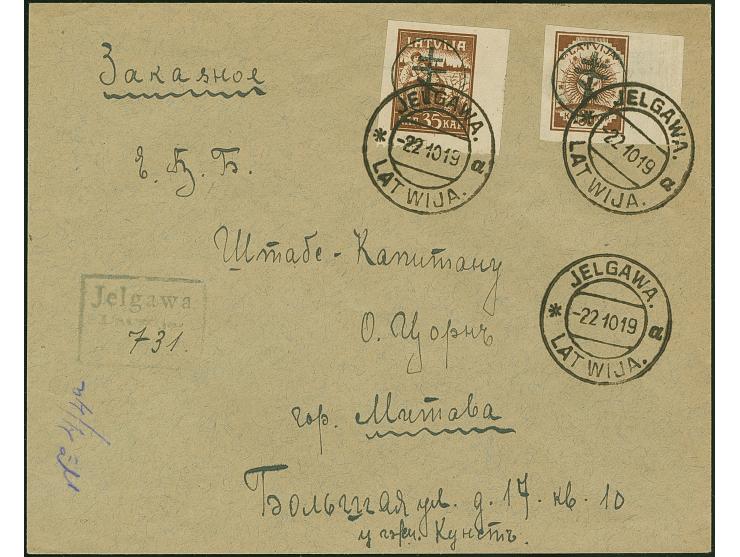 Заказное
LATVIJA
35 KAP
LATVIJA
JELGAWA.
-22 10 19
* LATWIJA. a
JELGAWA.
-22 10 19
LATWIJA. a
Е. В. Б.
Штабс-Капитану
Jelgawa
731.
О. Цорнъ
JELGAWA.
-22 10 19
* LATWIJA. a
гор. Митава
Большая ул. д. 17. кв. 10
у Кунстъ.